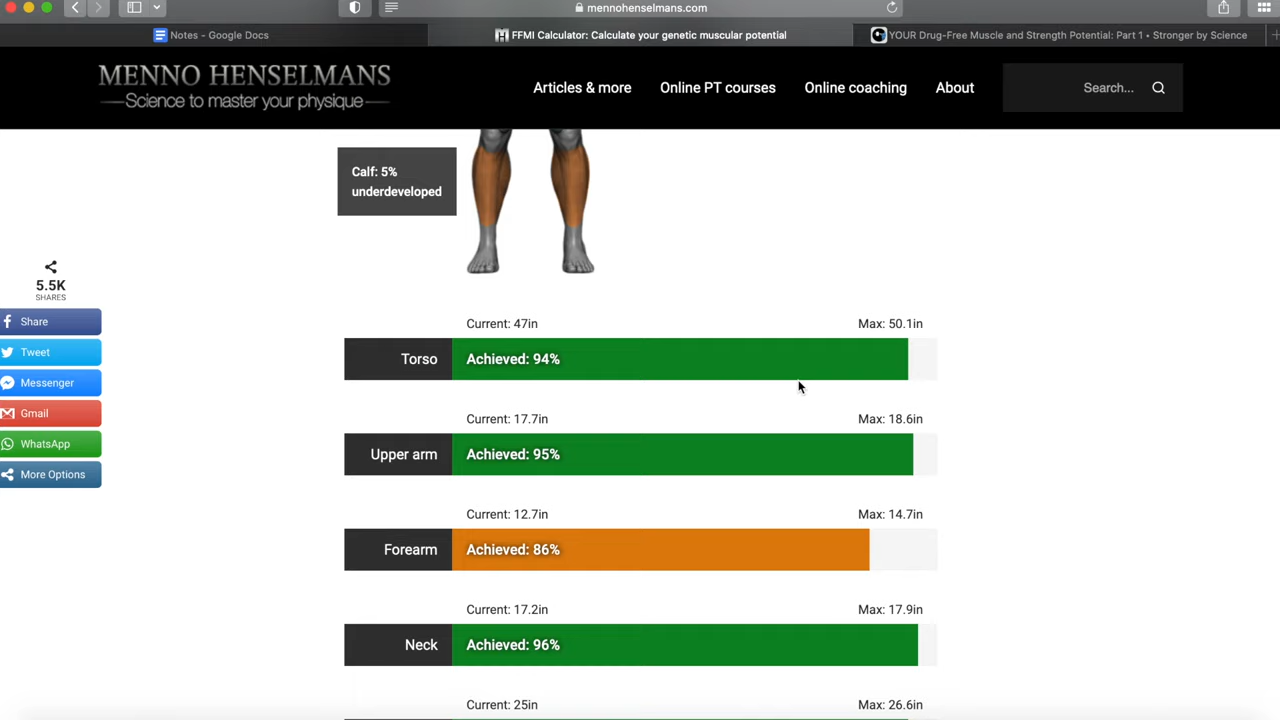 mennohenselmans.com
Notes – Google Docs
FFMI Calculator: Calculate your genetic muscular potential
YOUR Drug-Free Muscle and Strength Potential: Part 1 • Stronger by Science
MENNO HENSELMANS
Science to master your physique
Articles & more
Online PT courses
Online coaching
About
Search...
Calf: 5%
underdeveloped
5.5K
SHARES
Share
Tweet
Messenger
Gmail
WhatsApp
More Options
Current: 47in
Max: 50.1in
Torso
Achieved: 94%
Current: 17.7in
Max: 18.6in
Upper arm
Achieved: 95%
Current: 12.7in
Max: 14.7in
Forearm
Achieved: 86%
Current: 17.2in
Max: 17.9in
Neck
Achieved: 96%
Current: 25in
Max: 26.6in